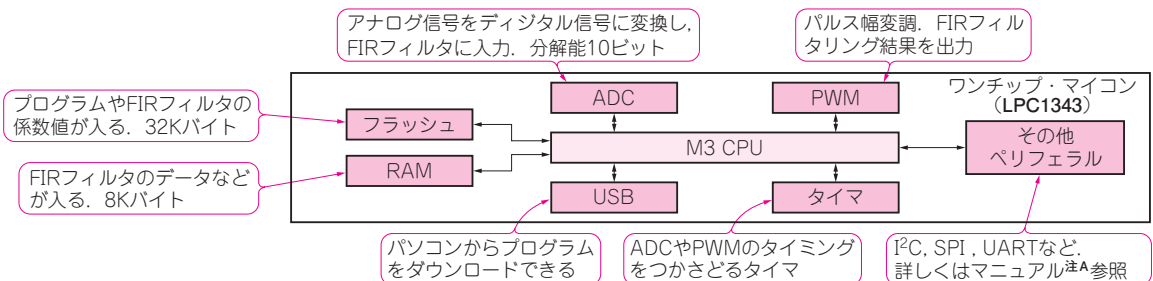 アナログ信号をディジタル信号に変換し，
FIRフィルタに入力．分解能10ビット
パルス幅変調．FIRフィル
タリング結果を出力
プログラムやFIRフィルタの
係数値が入る．32Kバイト
FIRフィルタのデータなど
が入る．8Kバイト
ADC
PWM
ワンチップ・マイコン
（LPC1343）
フラッシュ
RAM
M3 CPU
その他
ペリフェラル
USB
タイマ
パソコンからプログラム
をダウンロードできる
ADCやPWMのタイミング
をつかさどるタイマ
I²C, SPI , UARTなど．
詳しくはマニュアル注A参照